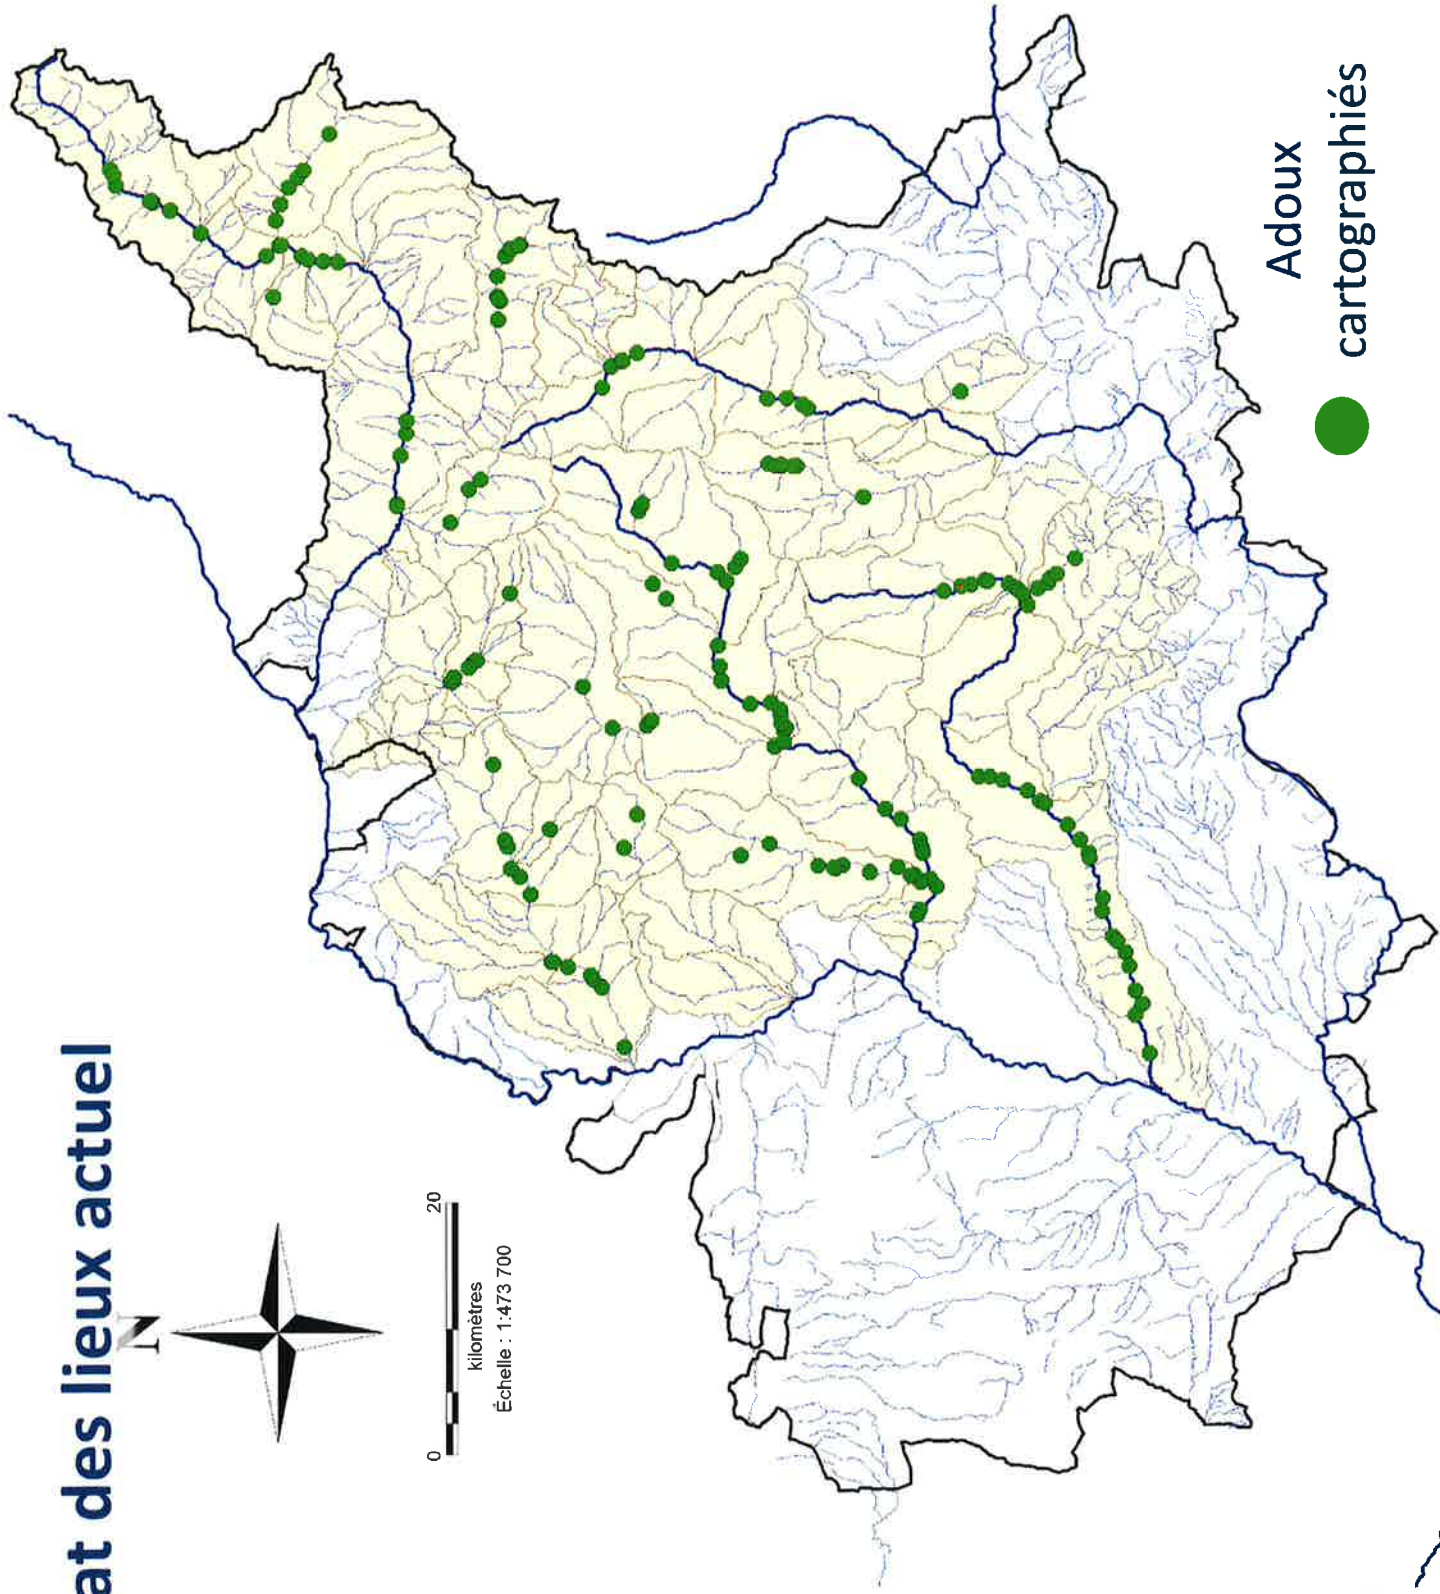 at des lieux actuel
N
0 20
kilomètres
Échelle : 1:473 700
Adoux
cartographiés